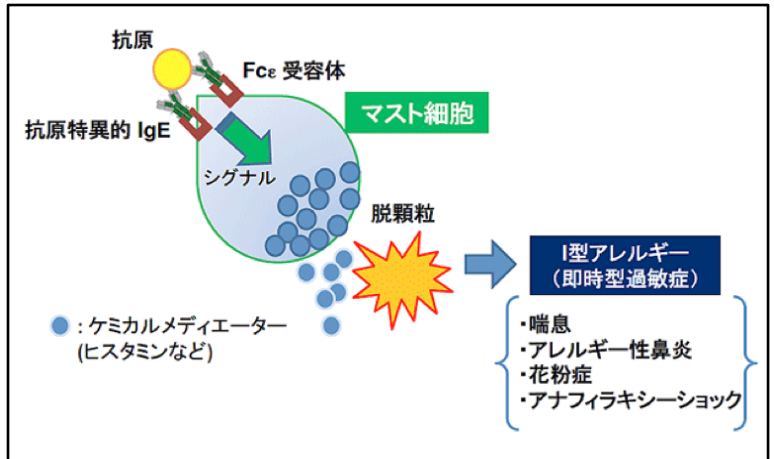 抗原
Fcε 受容体
マスト細胞
抗原特異的 IgE
シグナル
脱顆粒
I型アレルギー
（即時型過敏症）
：ケミカルメディエーター
(ヒスタミンなど)
・喘息
・アレルギー性鼻炎
・花粉症
・アナフィラキシーショック